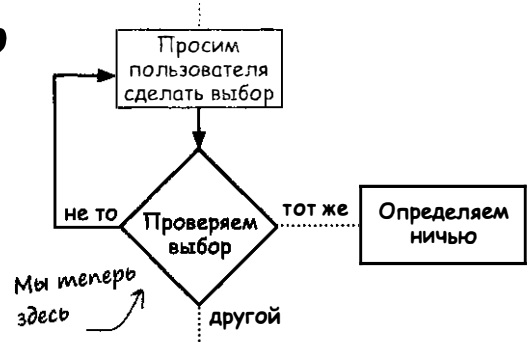 Просим
пользователя
сделать выбор
не то
Проверяем
выбор
тот же
Определяем
ничью
Мы теперь
здесь
другой